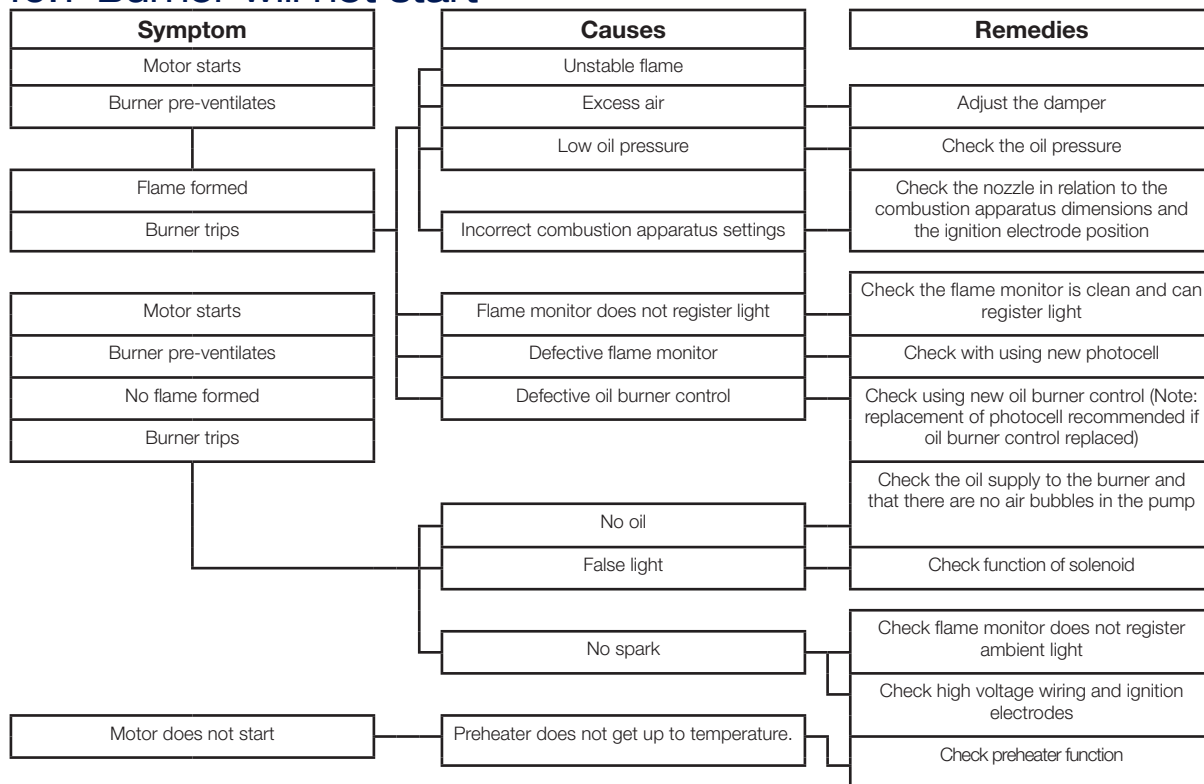 Burner will not start
Symptom
Causes
Remedies
Motor starts
Unstable flame
Burner pre-ventilates
Excess air
Adjust the damper
Low oil pressure
Check the oil pressure
Flame formed
Check the nozzle in relation to the
combustion apparatus dimensions and
the ignition electrode position
Burner trips
Incorrect combustion apparatus settings
Motor starts
Flame monitor does not register light
Check the flame monitor is clean and can
register light
Burner pre-ventilates
Defective flame monitor
Check with using new photocell
No flame formed
Defective oil burner control
Check using new oil burner control (Note:
replacement of photocell recommended if
oil burner control replaced)
Burner trips
Check the oil supply to the burner and
that there are no air bubbles in the pump
No oil
False light
Check function of solenoid
No spark
Check flame monitor does not register
ambient light
Check high voltage wiring and ignition
electrodes
Motor does not start
Preheater does not get up to temperature.
Check preheater function